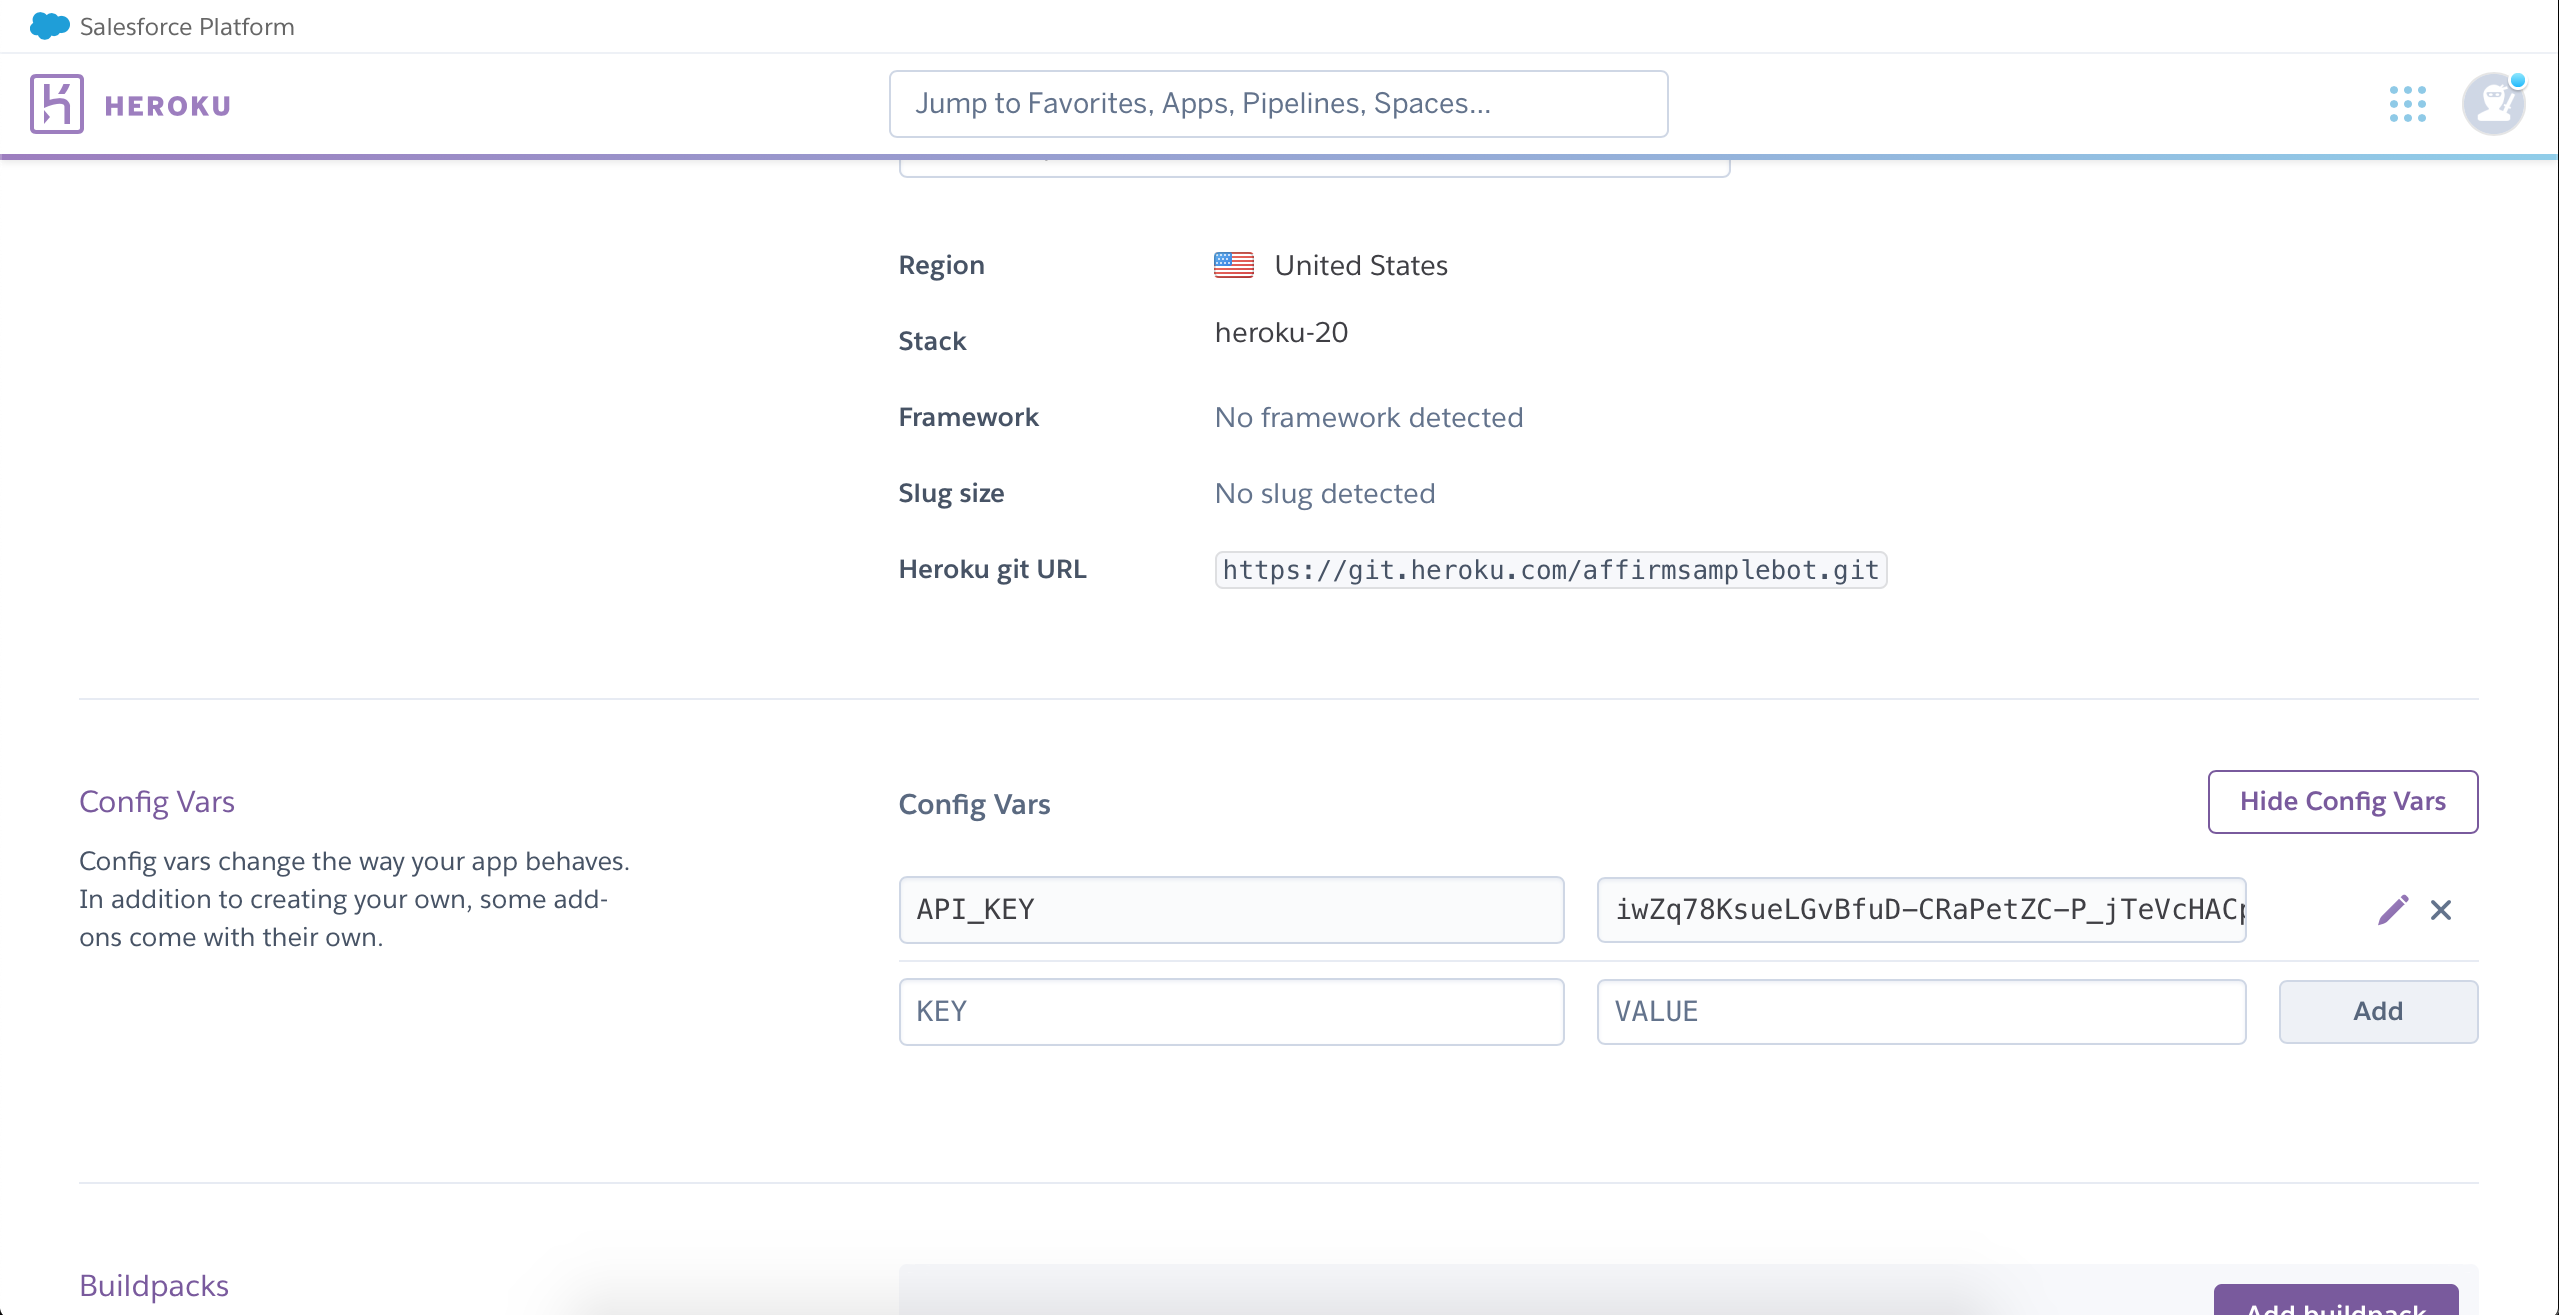 Salesforce Platform
HEROKU
Jump to Favorites, Apps, Pipelines, Spaces...
Region
United States
Stack
heroku-20
Framework
No framework detected
Slug size
No slug detected
Heroku git URL
https://git.heroku.com/affirmsamplebot.git
Config Vars
Config vars change the way your app behaves.
In addition to creating your own, some add-
ons come with their own.
Config Vars
Hide Config Vars
API_KEY
iwZq78KsueLGvBfuD-CRaPetZC-P_jTeVcHACp
KEY
VALUE
Add
Buildpacks
Add buildpack